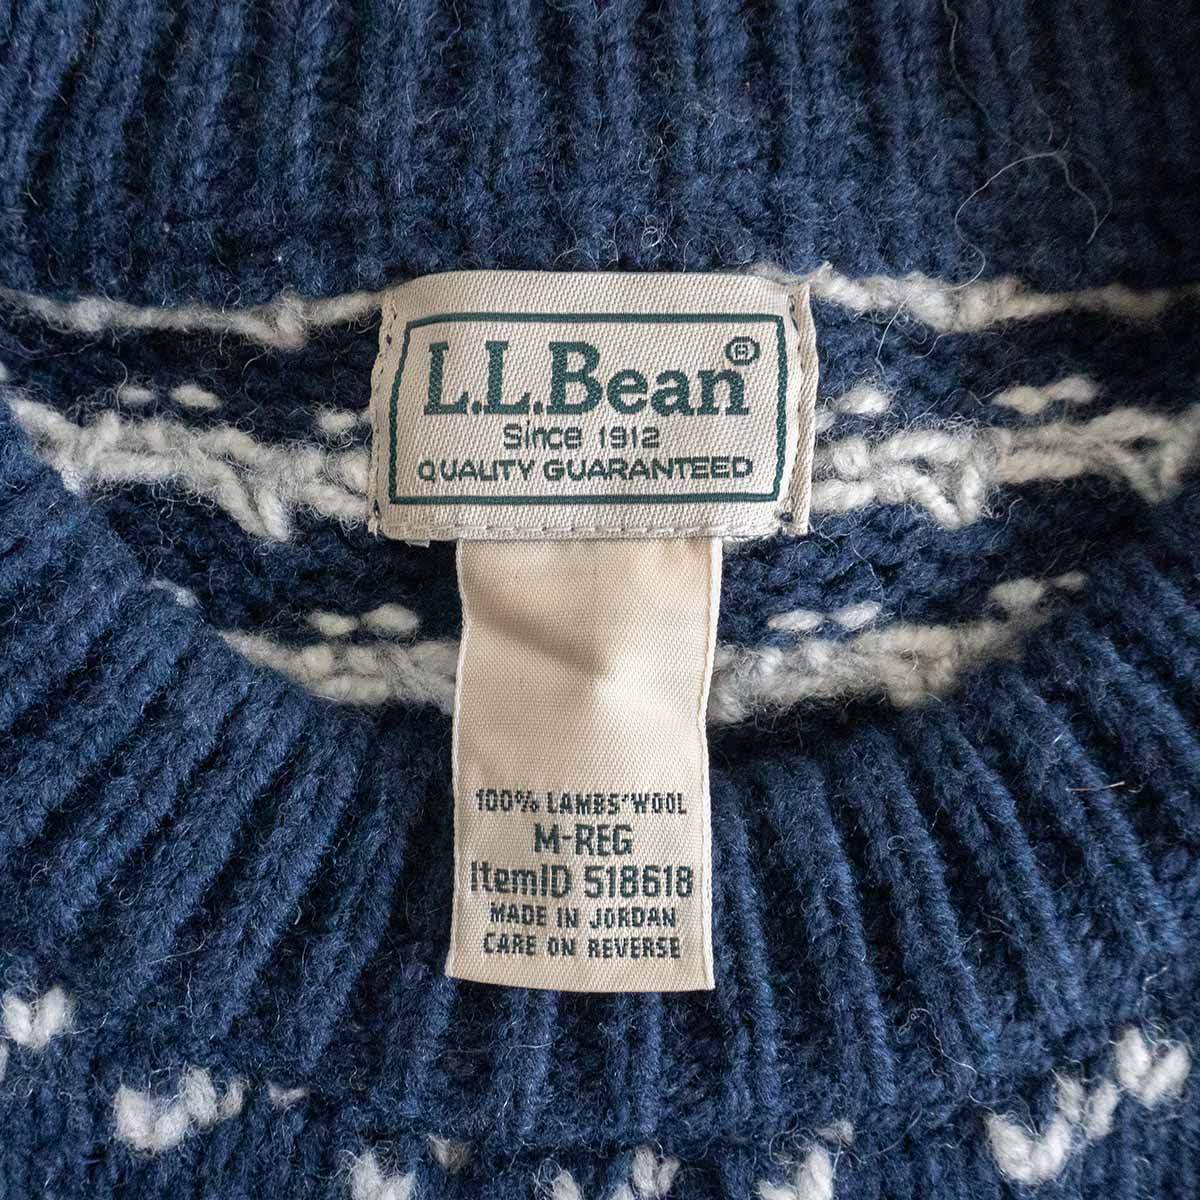 L.L.Bean®
Since 1912
QUALITY GUARANTEED
100% LAMBS'WOOL
M-REG
ItemID 518618
MADE IN JORDAN
CARE ON REVERSE